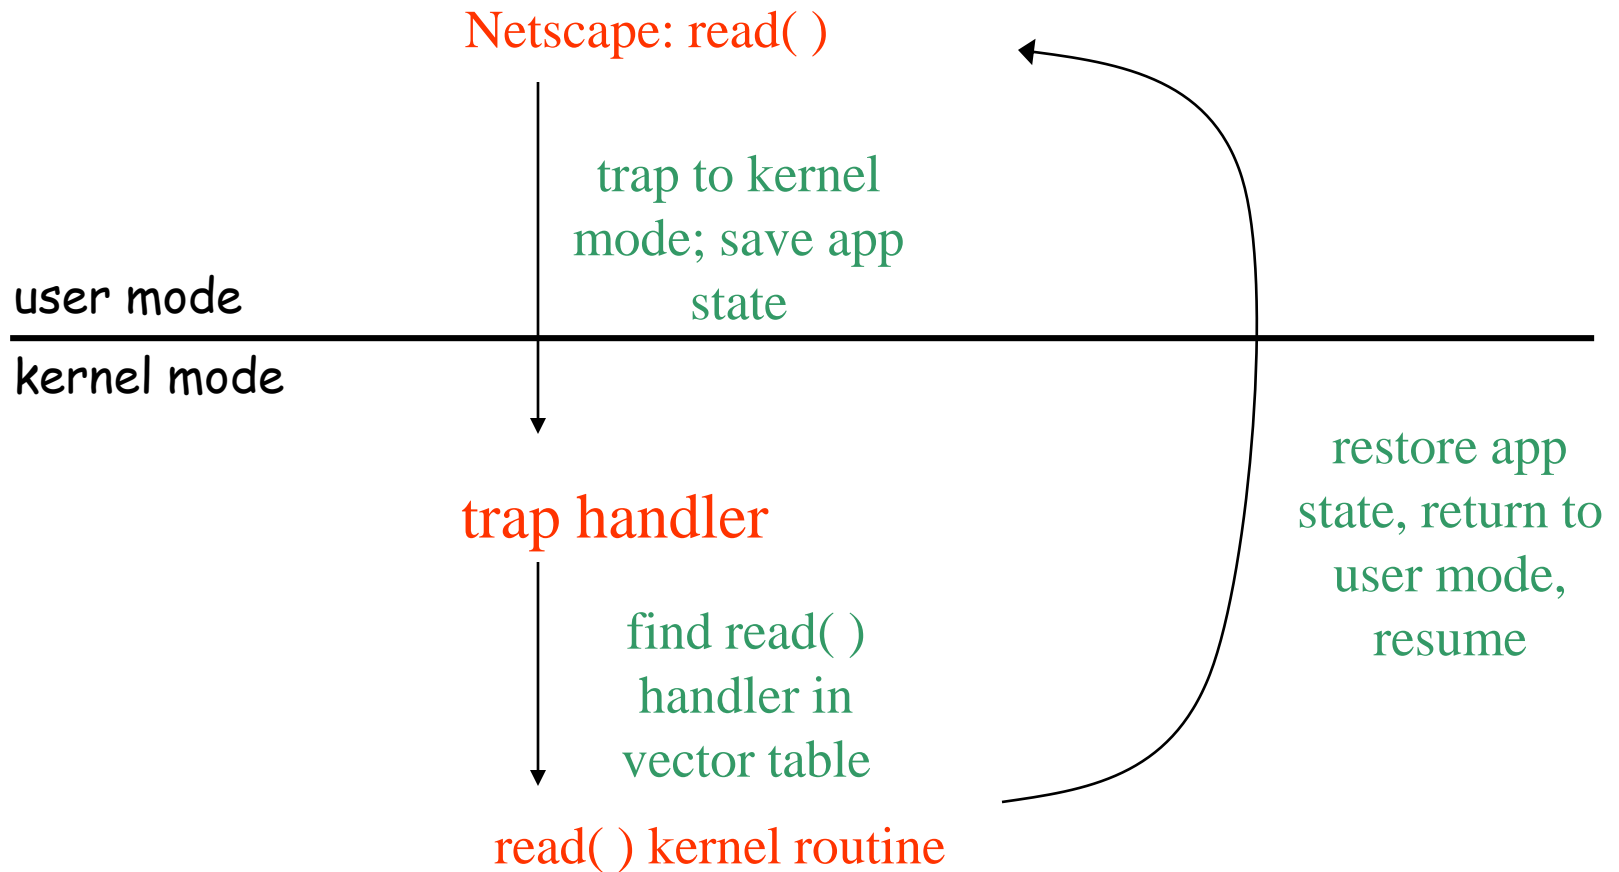 Netscape: read( )
trap to kernel
mode; save app
state
user mode
kernel mode
trap handler
find read( )
handler in
vector table
read( ) kernel routine
restore app
state, return to
user mode,
resume